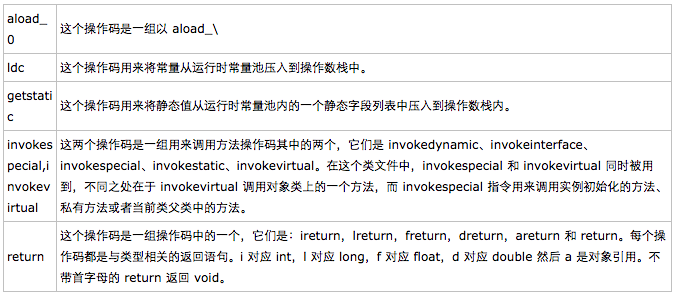 aload_
0
这个操作码是一组以 aload_\
ldc
这个操作码用来将常量从运行时常量池压入到操作数栈中。
getstati
c
这个操作码用来将静态值从运行时常量池内的一个静态字段列表中压入到操作数栈内。
invokes
pecial,i
nvokev
irtual
这两个操作码是一组用来调用方法操作码其中的两个，它们是 invokedynamic、invokeinterface、
invokespecial、invokestatic、invokevirtual。在这个类文件中，invokespecial 和 invokevirtual 同时被用
到，不同之处在于 invokevirtual 调用对象类上的一个方法，而 invokespecial 指令用来调用实例初始化的方法、
私有方法或者当前类父类中的方法。
return
这个操作码是一组操作码中的一个，它们是：ireturn，lreturn，freturn，dreturn，areturn 和 return。每个操
作码都是与类型相关的返回语句。i 对应 int，l 对应 long，f 对应 float，d 对应 double 然后 a 是对象引用。不
带首字母的 return 返回 void。